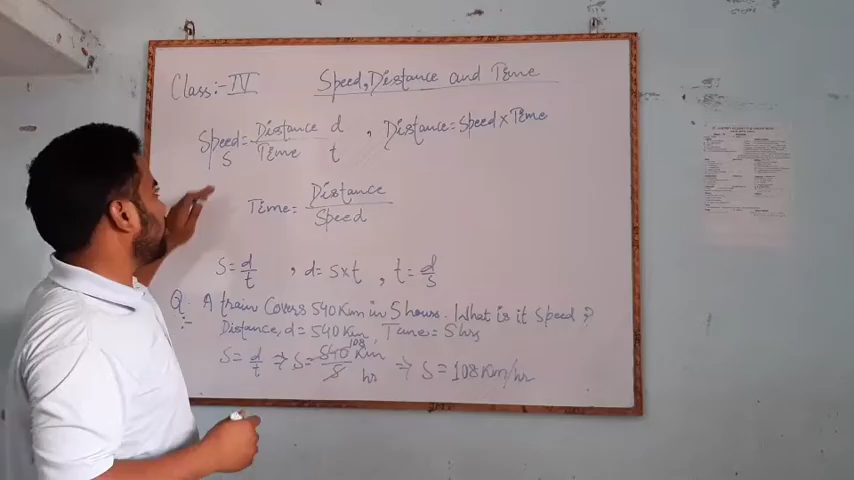 Class:- IV Speed, Distance and Time
Speed = Distance d / Time t , Distance = Speed × Time
S
Time = Distance / Speed
S = d/t , d = s×t , t = d/s
Q. A train Covers 540 Km in 5 hours. What is it Speed ?
:- Distance, d = 540 Km, Time = 5 hrs
S = d/t ⇒ S = 540 108 Km / 5 hr ⇒ S = 108 Km/hr